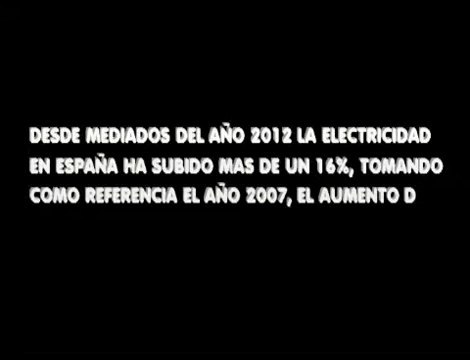 DESDE MEDIADOS DEL AÑO 2012 LA ELECTRICIDAD
EN ESPAÑA HA SUBIDO MAS DE UN 16%, TOMANDO
COMO REFERENCIA EL AÑO 2007, EL AUMENTO D